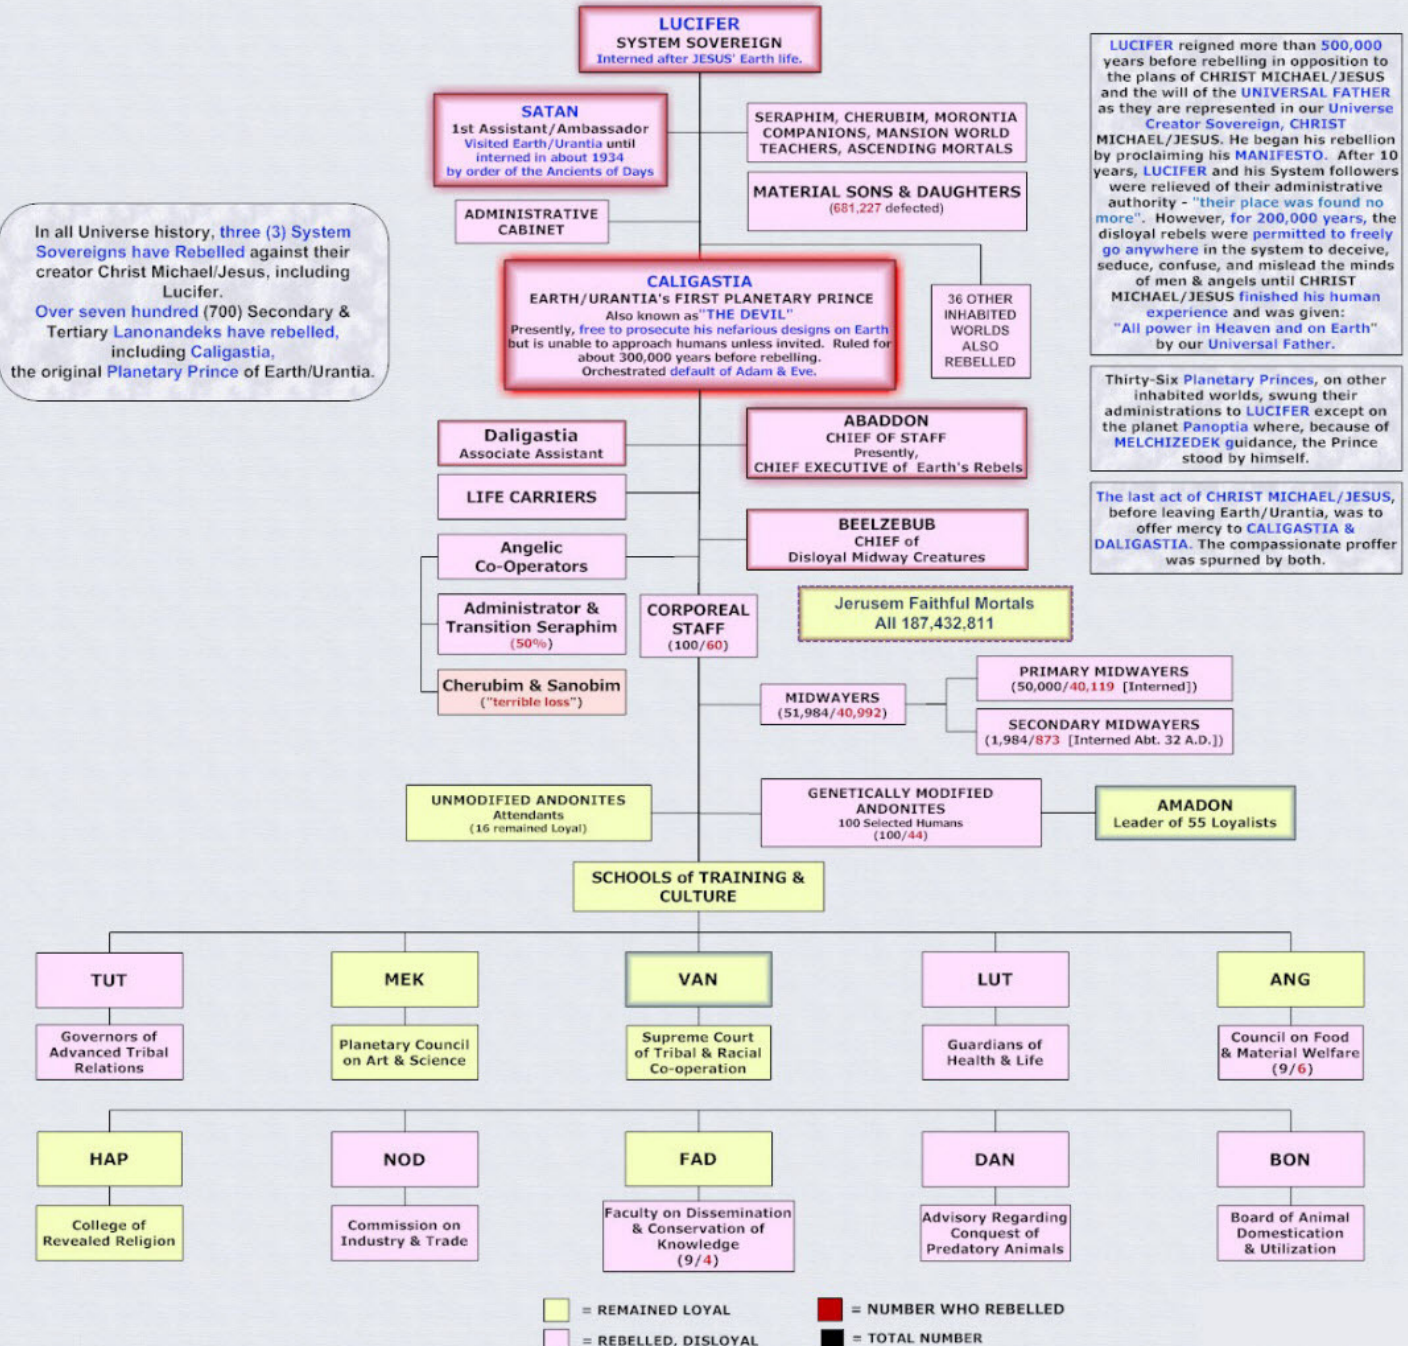 LUCIFER
SYSTEM SOVEREIGN
Interned after JESUS' Earth life.
SATAN
1st Assistant/Ambassador
Visited Earth/Urantia until
interned in about 1934
by order of the Ancients of Days
SERAPHIM, CHERUBIM, MORONTIA
COMPANIONS, MANSION WORLD
TEACHERS, ASCENDING MORTALS
MATERIAL SONS & DAUGHTERS
(681,227 defected)
ADMINISTRATIVE
CABINET
In all Universe history, three (3) System
Sovereigns have Rebelled against their
creator Christ Michael/Jesus, including
Lucifer.
Over seven hundred (700) Secondary &
Tertiary Lanonandeks have rebelled,
including Caligastia,
the original Planetary Prince of Earth/Urantia.
CALIGASTIA
EARTH/URANTIA's FIRST PLANETARY PRINCE
Also known as"THE DEVIL"
Presently, free to prosecute his nefarious designs on Earth
but is unable to approach humans unless invited. Ruled for
about 300,000 years before rebelling.
Orchestrated default of Adam & Eve.
36 OTHER
INHABITED
WORLDS
ALSO
REBELLED
LUCIFER reigned more than 500,000
years before rebelling in opposition to
the plans of CHRIST MICHAEL/JESUS
and the will of the UNIVERSAL FATHER
as they are represented in our Universe
Creator Sovereign, CHRIST
MICHAEL/JESUS. He began his rebellion
by proclaiming his MANIFESTO. After 10
years, LUCIFER and his System followers
were relieved of their administrative
authority - "their place was found no
more". However, for 200,000 years, the
disloyal rebels were permitted to freely
go anywhere in the system to deceive,
seduce, confuse, and mislead the minds
of men & angels until CHRIST
MICHAEL/JESUS finished his human
experience and was given:
"All power in Heaven and on Earth"
by our Universal Father.
Thirty-Six Planetary Princes, on other
inhabited worlds, swung their
administrations to LUCIFER except on
the planet Panoptia where, because of
MELCHIZEDEK guidance, the Prince
stood by himself.
The last act of CHRIST MICHAEL/JESUS,
before leaving Earth/Urantia, was to
offer mercy to CALIGASTIA &
DALIGASTIA. The compassionate proffer
was spurned by both.
Daligastia
Associate Assistant
ABADDON
CHIEF OF STAFF
Presently,
CHIEF EXECUTIVE of Earth's Rebels
LIFE CARRIERS
BEELZEBUB
CHIEF of
Disloyal Midway Creatures
Angelic
Co-Operators
Administrator &
Transition Seraphim
(50%)
Cherubim & Sanobim
("terrible loss")
CORPOREAL
STAFF
(100/60)
Jerusem Faithful Mortals
All 187,432,811
MIDWAYERS
(51,984/40,992)
PRIMARY MIDWAYERS
(50,000/40,119 [Interned])
SECONDARY MIDWAYERS
(1,984/873 [Interned Abt. 32 A.D.])
UNMODIFIED ANDONITES
Attendants
(16 remained Loyal)
GENETICALLY MODIFIED
ANDONITES
100 Selected Humans
(100/44)
AMADON
Leader of 55 Loyalists
SCHOOLS of TRAINING &
CULTURE
TUT
Governors of
Advanced Tribal
Relations
MEK
Planetary Council
on Art & Science
VAN
Supreme Court
of Tribal & Racial
Co-operation
LUT
Guardians of
Health & Life
ANG
Council on Food
& Material Welfare
(9/6)
HAP
College of
Revealed Religion
NOD
Commission on
Industry & Trade
FAD
Faculty on Dissemination
& Conservation of
Knowledge
(9/4)
DAN
Advisory Regarding
Conquest of
Predatory Animals
BON
Board of Animal
Domestication
& Utilization
= REMAINED LOYAL
= NUMBER WHO REBELLED
= REBELLED, DISLOYAL
= TOTAL NUMBER